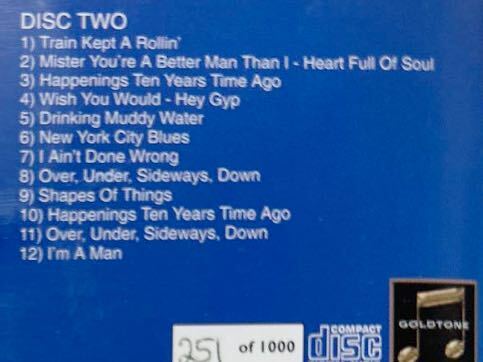 DISC TWO
1) Train Kept A Rollin'
2) Mister You're A Better Man Than I - Heart Full Of Soul
3) Happenings Ten Years Time Ago
4) Wish You Would - Hey Gyp
5) Drinking Muddy Water
6) New York City Blues
7) I Ain't Done Wrong
8) Over, Under, Sideways, Down
9) Shapes Of Things
10) Happenings Ten Years Time Ago
11) Over, Under, Sideways, Down
12) I'm A Man
251 of 1000
COMPACT
disc
GOLDTONE